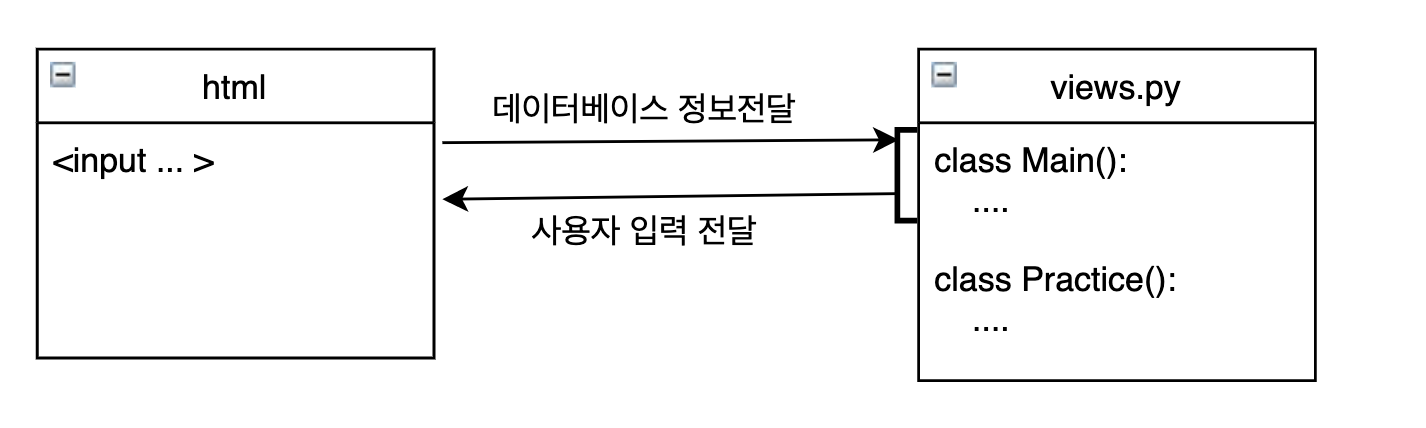 html
<input ... >
데이터베이스 정보전달
사용자 입력 전달
views.py
class Main():
....
class Practice():
....